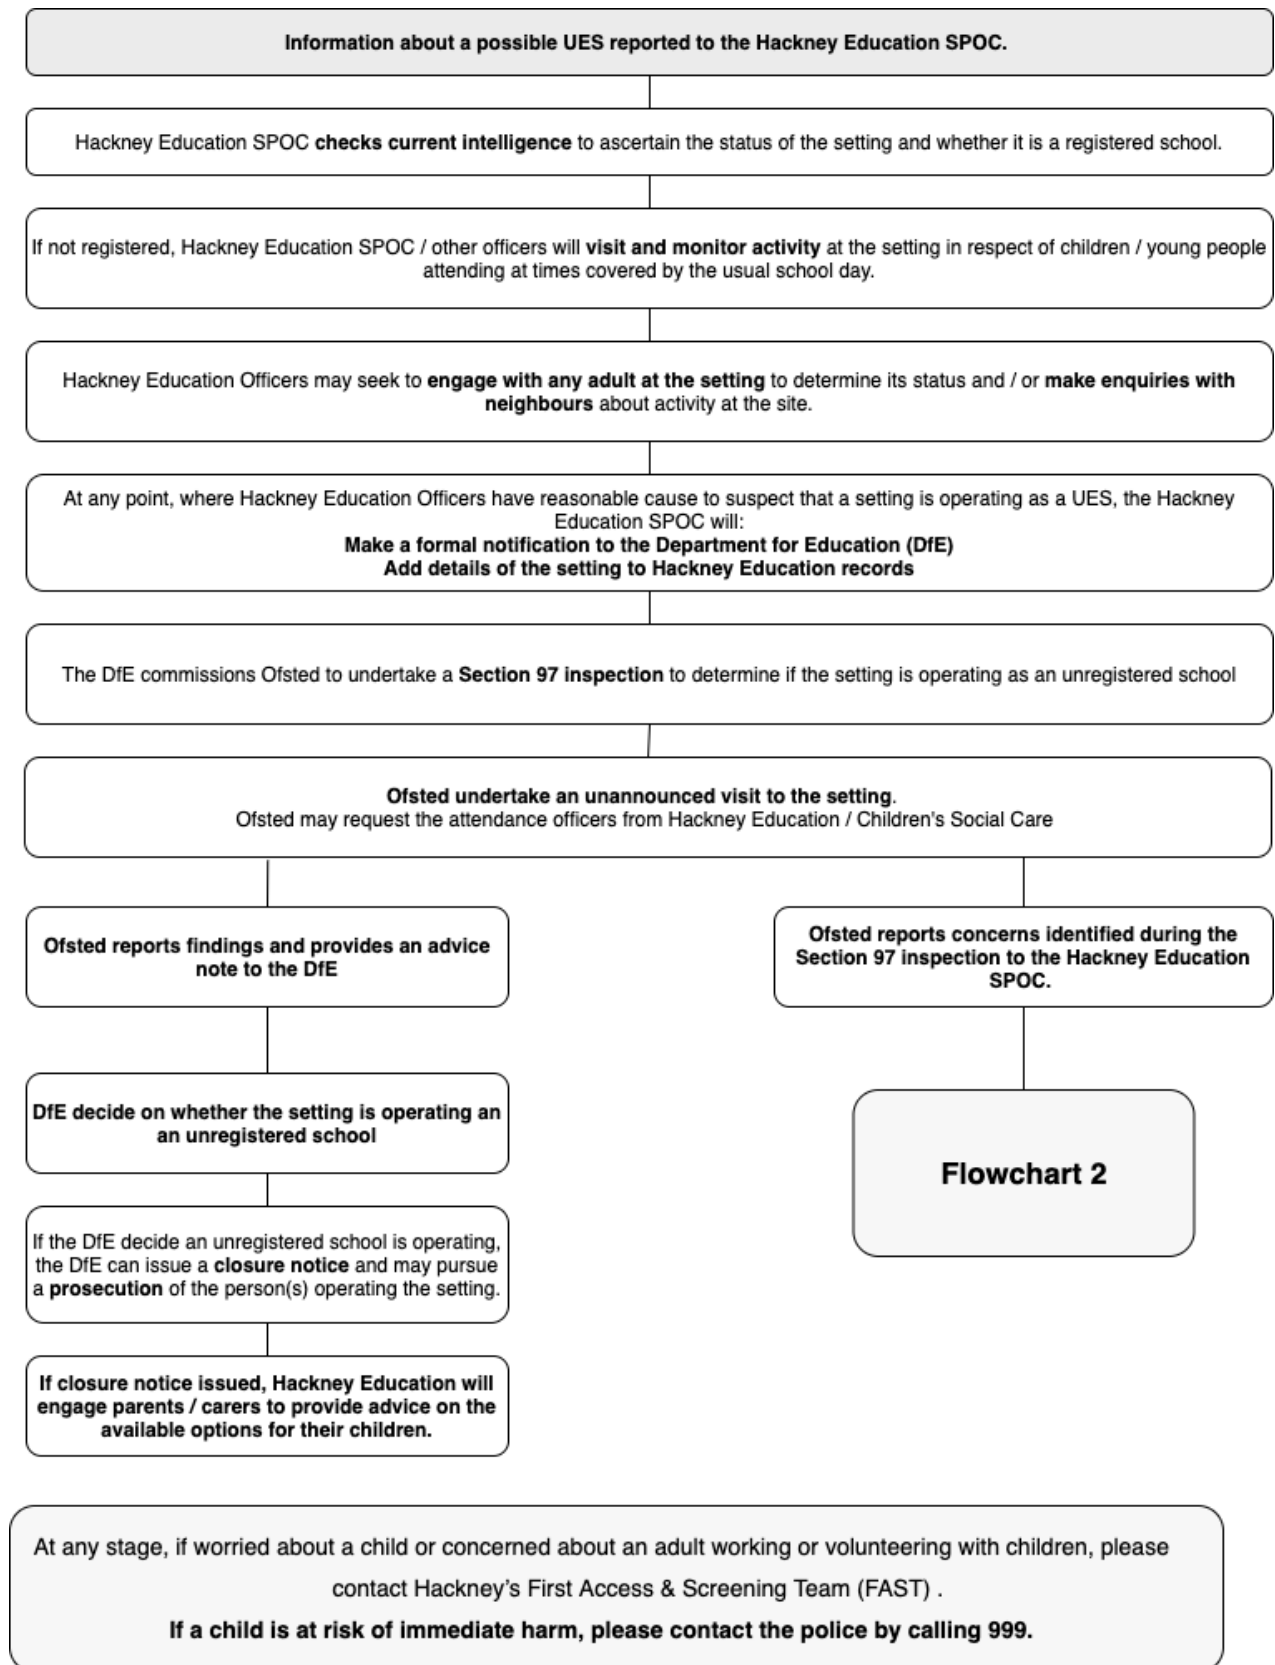 Information about a possible UES reported to the Hackney Education SPOC.
Hackney Education SPOC checks current intelligence to ascertain the status of the setting and whether it is a registered school.
If not registered, Hackney Education SPOC / other officers will visit and monitor activity at the setting in respect of children / young people
attending at times covered by the usual school day.
Hackney Education Officers may seek to engage with any adult at the setting to determine its status and / or make enquiries with
neighbours about activity at the site.
At any point, where Hackney Education Officers have reasonable cause to suspect that a setting is operating as a UES, the Hackney
Education SPOC will:
Make a formal notification to the Department for Education (DfE)
Add details of the setting to Hackney Education records
The DfE commissions Ofsted to undertake a Section 97 inspection to determine if the setting is operating as an unregistered school
Ofsted undertake an unannounced visit to the setting.
Ofsted may request the attendance officers from Hackney Education / Children's Social Care
Ofsted reports findings and provides an advice
note to the DfE
DfE decide on whether the setting is operating an
an unregistered school
If the DfE decide an unregistered school is operating,
the DfE can issue a closure notice and may pursue
a prosecution of the person(s) operating the setting.
If closure notice issued, Hackney Education will
engage parents / carers to provide advice on the
available options for their children.
Ofsted reports concerns identified during the
Section 97 inspection to the Hackney Education
SPOC.
Flowchart 2
At any stage, if worried about a child or concerned about an adult working or volunteering with children, please
contact Hackney's First Access & Screening Team (FAST) .
If a child is at risk of immediate harm, please contact the police by calling 999.